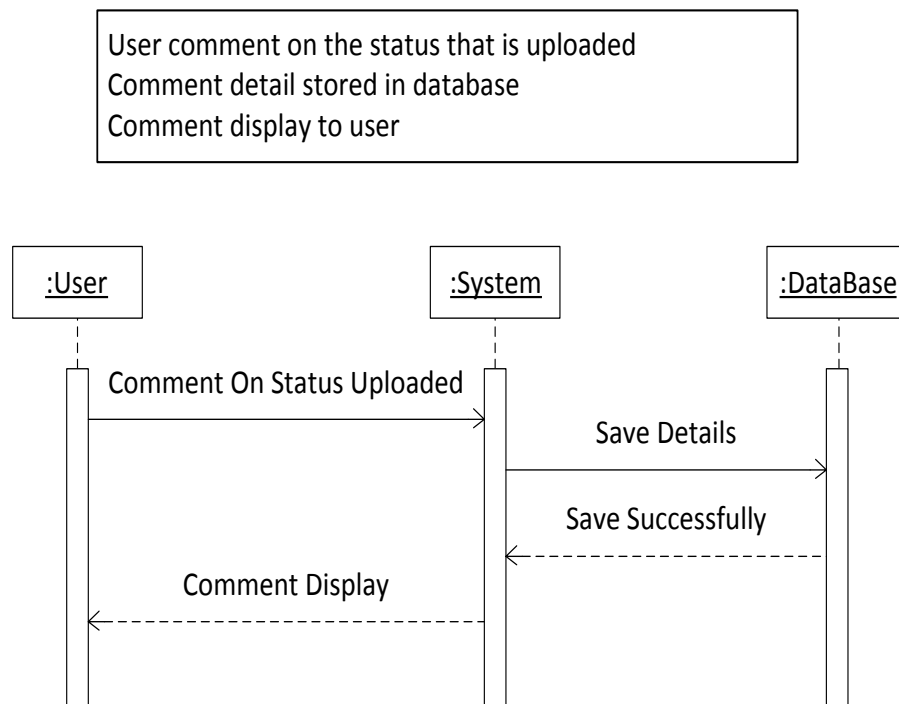 User comment on the status that is uploaded
Comment detail stored in database
Comment display to user
:User
:System
:DataBase
Comment On Status Uploaded
Save Details
Save Successfully
Comment Display